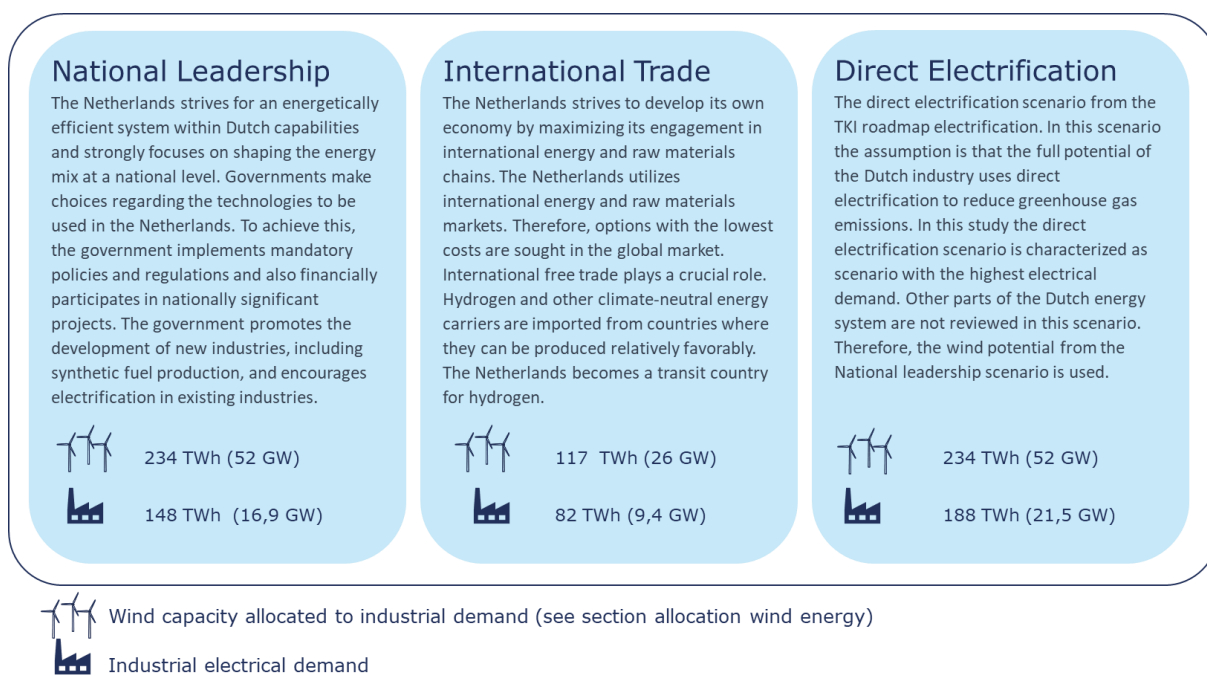 National Leadership
The Netherlands strives for an energetically
efficient system within Dutch capabilities
and strongly focuses on shaping the energy
mix at a national level. Governments make
choices regarding the technologies to be
used in the Netherlands. To achieve this,
the government implements mandatory
policies and regulations and also financially
participates in nationally significant
projects. The government promotes the
development of new industries, including
synthetic fuel production, and encourages
electrification in existing industries.
234 TWh (52 GW)
148 TWh (16,9 GW)
International Trade
The Netherlands strives to develop its own
economy by maximizing its engagement in
international energy and raw materials
chains. The Netherlands utilizes
international energy and raw materials
markets. Therefore, options with the lowest
costs are sought in the global market.
International free trade plays a crucial role.
Hydrogen and other climate-neutral energy
carriers are imported from countries where
they can be produced relatively favorably.
The Netherlands becomes a transit country
for hydrogen.
117 TWh (26 GW)
82 TWh (9,4 GW)
Direct Electrification
The direct electrification scenario from the
TKI roadmap electrification. In this scenario
the assumption is that the full potential of
the Dutch industry uses direct
electrification to reduce greenhouse gas
emissions. In this study the direct
electrification scenario is characterized as
scenario with the highest electrical
demand. Other parts of the Dutch energy
system are not reviewed in this scenario.
Therefore, the wind potential from the
National leadership scenario is used.
234 TWh (52 GW)
188 TWh (21,5 GW)
Wind capacity allocated to industrial demand (see section allocation wind energy)
Industrial electrical demand